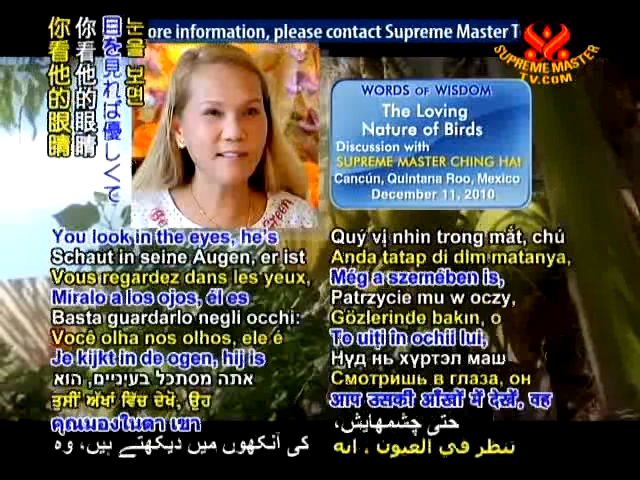 ore information, please contact Supreme Master T
SUPREME MASTER
TV.COM
你看他的眼睛
你看他的眼睛
目を見れば優しくて
눈을 보면
WORDS OF WISDOM
The Loving
Nature of Birds
Discussion with
SUPREME MASTER CHING HAI
Cancún, Quintana Roo, Mexico
December 11, 2010
You look in the eyes, he's
Schaut in seine Augen, er ist
Vous regardez dans les yeux,
Míralo a los ojos, él es
Basta guardarlo negli occhi:
Você olha nos olhos, ele é
Je kijkt in de ogen, hij is
אתה מסתכל בעיניים, הוא
ਤੁਸੀਂ ਅੱਖਾਂ ਵਿੱਚ ਦੇਖੋ, ਉਹ
คุณมองในตา เขา
کی آنکھوں میں دیکھتے ہیں، وہ
Quý vị nhìn trong mắt, chú
Anda tatap di dlm matanya,
Még a szernében is,
Patrzycie mu w oczy,
Gözlerinde bakın, o
Te uiți în ochii lui,
Нүд нь хүртэл маш
Смотришь в глаза, он
आप उसकी आँखों में देखें, वह
حتی چشمهایش،
تنظر في العيون ، إنه